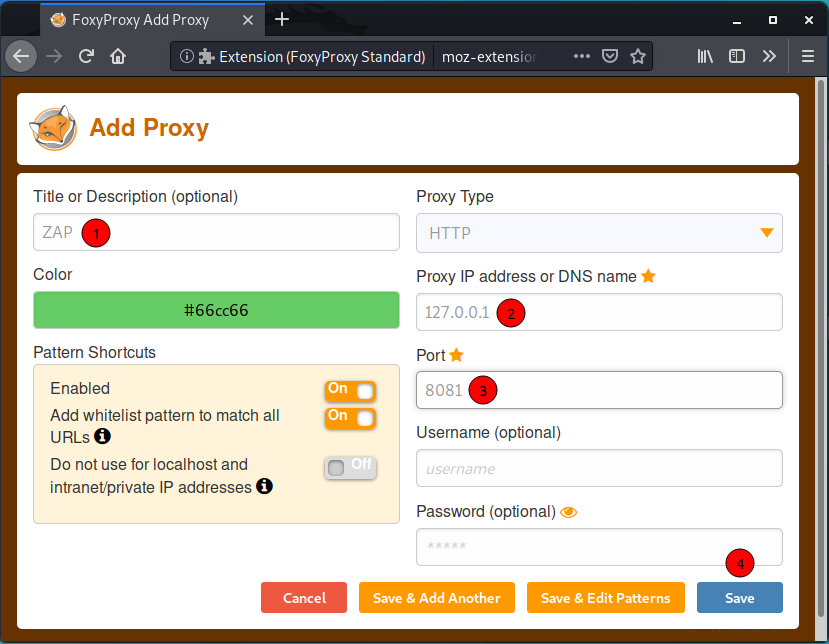 FoxyProxy Add Proxy
Extension (FoxyProxy Standard) moz-extension
Add Proxy
Title or Description (optional)
ZAP 1
Color
#66cc66
Pattern Shortcuts
Enabled On
Add whitelist pattern to match all On
URLs
Do not use for localhost and Off
intranet/private IP addresses
Proxy Type
HTTP
Proxy IP address or DNS name
127.0.0.1 2
Port
8081 3
Username (optional)
username
Password (optional)
*****
4
Cancel Save & Add Another Save & Edit Patterns Save